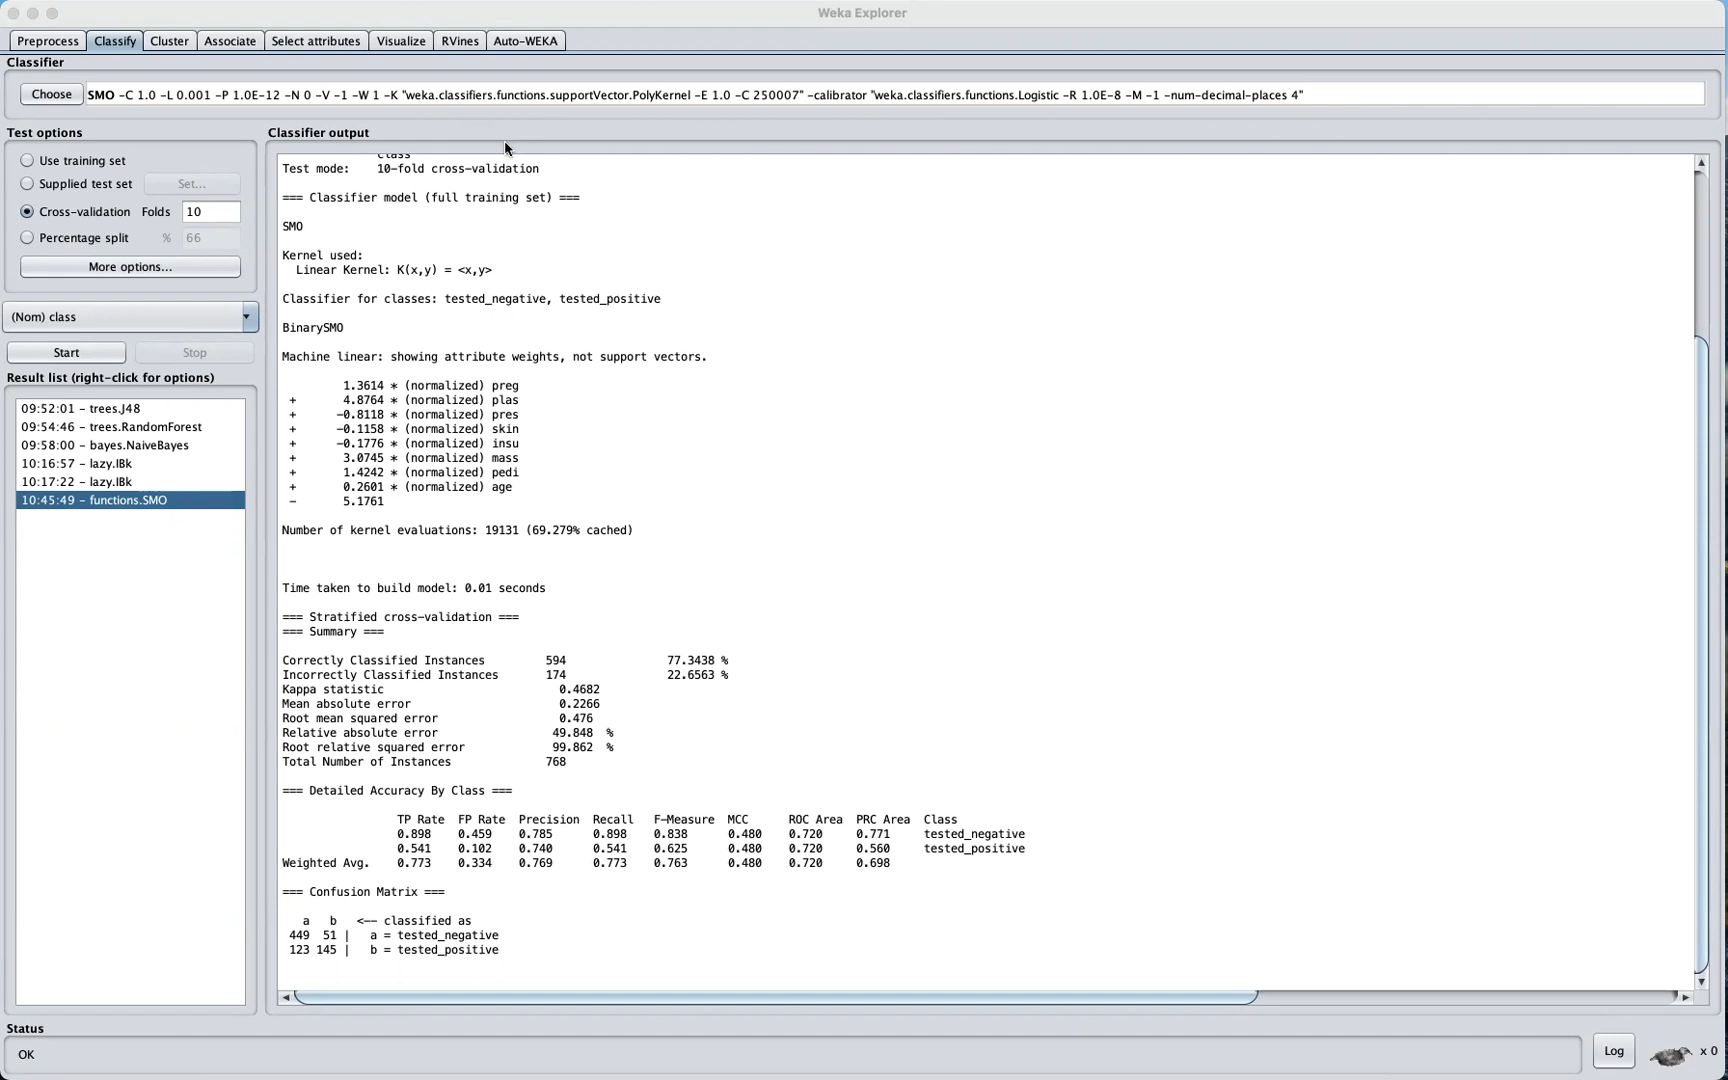 Weka Explorer
Preprocess Classify Cluster Associate Select attributes Visualize RVines Auto-WEKA
Classifier
Choose SMO -C 1.0 -L 0.001 -P 1.0E-12 -N 0 -V -1 -W 1 -K "weka.classifiers.functions.supportVector.PolyKernel -E 1.0 -C 250007" -calibrator "weka.classifiers.functions.Logistic -R 1.0E-8 -M -1 -num-decimal-places 4"
Test options
Use training set
Supplied test set Set...
Cross-validation Folds 10
Percentage split % 66
More options...
(Nom) class
Start Stop
Result list (right-click for options)
09:52:01 - trees.J48
09:54:46 - trees.RandomForest
09:58:00 - bayes.NaiveBayes
10:16:57 - lazy.IBk
10:17:22 - lazy.IBk
10:45:49 - functions.SMO
Classifier output
class
Test mode: 10-fold cross-validation
=== Classifier model (full training set) ===
SMO
Kernel used:
Linear Kernel: K(x,y) = <x,y>
Classifier for classes: tested_negative, tested_positive
BinarySMO
Machine linear: showing attribute weights, not support vectors.
1.3614 * (normalized) preg
+ 4.8764 * (normalized) plas
+ -0.8118 * (normalized) pres
+ -0.1158 * (normalized) skin
+ -0.1776 * (normalized) insu
+ 3.0745 * (normalized) mass
+ 1.4242 * (normalized) pedi
+ 0.2601 * (normalized) age
- 5.1761
Number of kernel evaluations: 19131 (69.279% cached)
Time taken to build model: 0.01 seconds
=== Stratified cross-validation ===
=== Summary ===
Correctly Classified Instances 594 77.3438 %
Incorrectly Classified Instances 174 22.6563 %
Kappa statistic 0.4682
Mean absolute error 0.2266
Root mean squared error 0.476
Relative absolute error 49.848 %
Root relative squared error 99.862 %
Total Number of Instances 768
=== Detailed Accuracy By Class ===
TP Rate FP Rate Precision Recall F-Measure MCC ROC Area PRC Area Class
0.898 0.459 0.785 0.898 0.838 0.480 0.720 0.771 tested_negative
0.541 0.102 0.740 0.541 0.625 0.480 0.720 0.560 tested_positive
Weighted Avg. 0.773 0.334 0.769 0.773 0.763 0.480 0.720 0.698
=== Confusion Matrix ===
a b <-- classified as
449 51 | a = tested_negative
123 145 | b = tested_positive
Status
OK
Log x 0